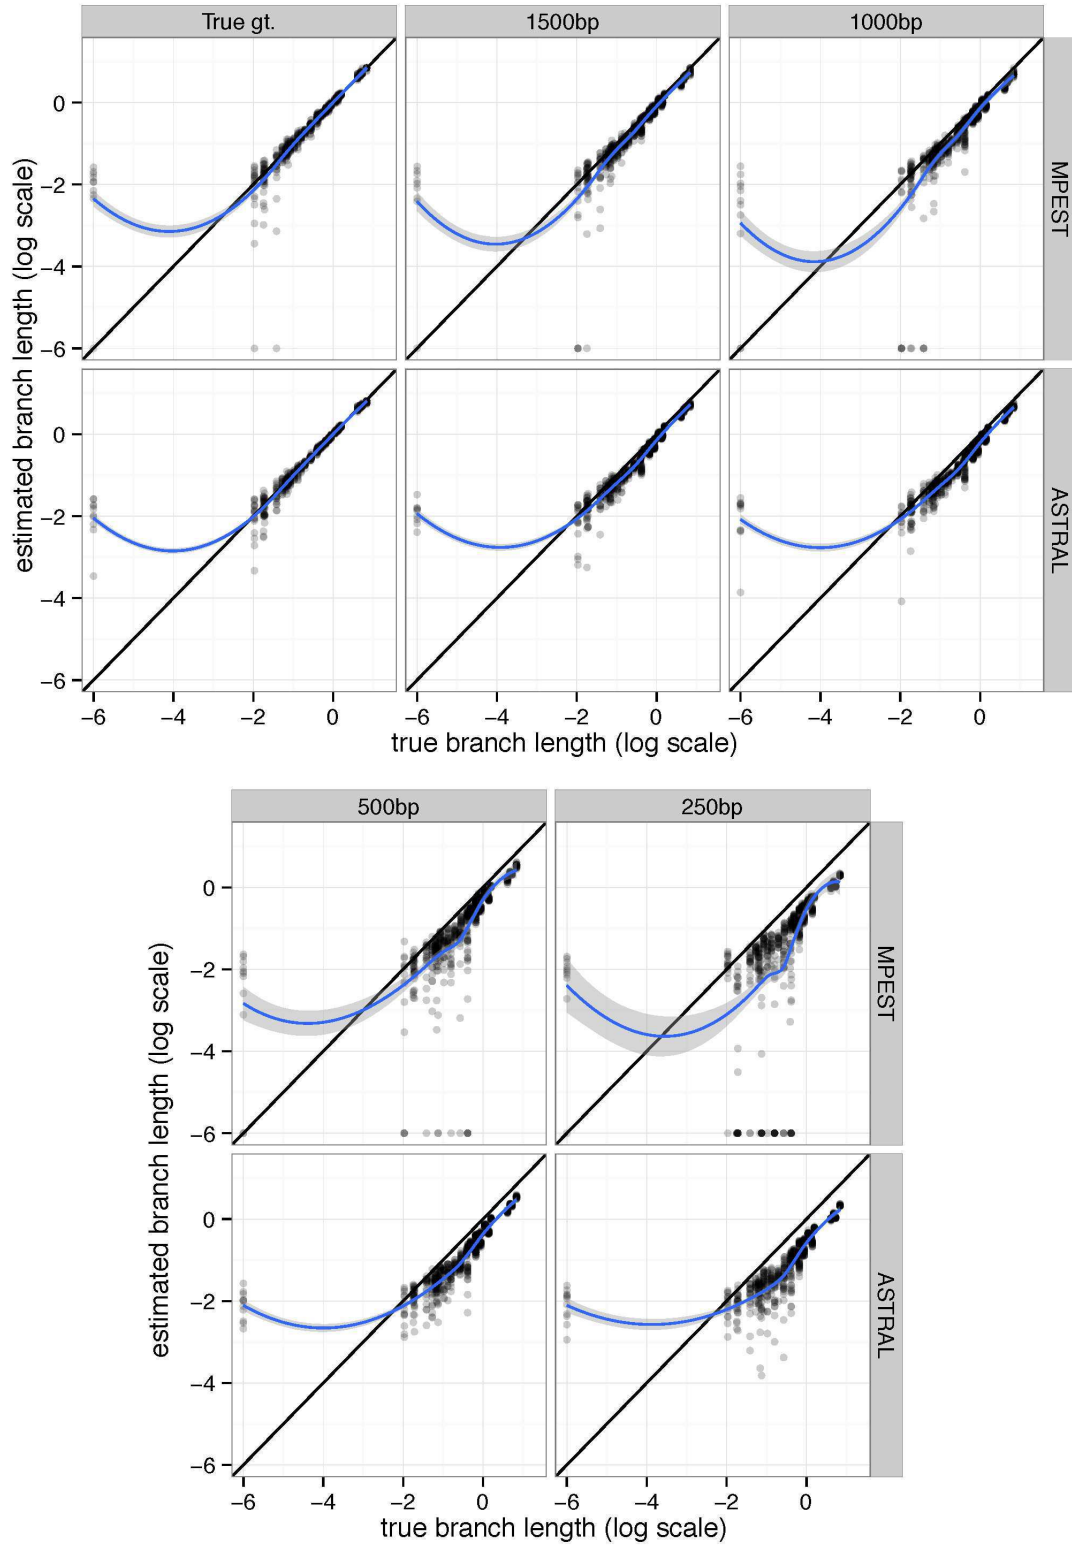 True gt. 1500bp 1000bp
estimated branch length (log scale)
0
−2
−4
−6
MPEST
0
−2
−4
−6
ASTRAL
−6 −4 −2 0 −6 −4 −2 0 −6 −4 −2 0
true branch length (log scale)
500bp 250bp
estimated branch length (log scale)
0
−2
−4
−6
MPEST
0
−2
−4
−6
ASTRAL
−6 −4 −2 0 −6 −4 −2 0
true branch length (log scale)